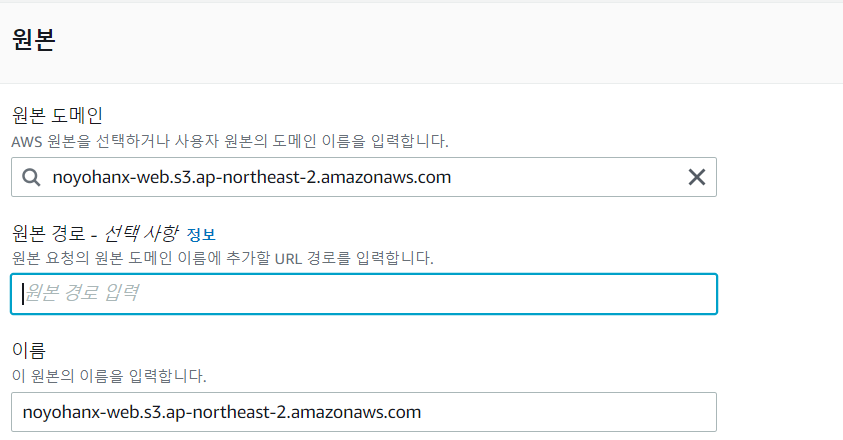 원본
원본 도메인
AWS 원본을 선택하거나 사용자 원본의 도메인 이름을 입력합니다.
noyohanx-web.s3.ap-northeast-2.amazonaws.com
원본 경로 - 선택 사항 정보
원본 요청의 원본 도메인 이름에 추가할 URL 경로를 입력합니다.
원본 경로 입력
이름
이 원본의 이름을 입력합니다.
noyohanx-web.s3.ap-northeast-2.amazonaws.com